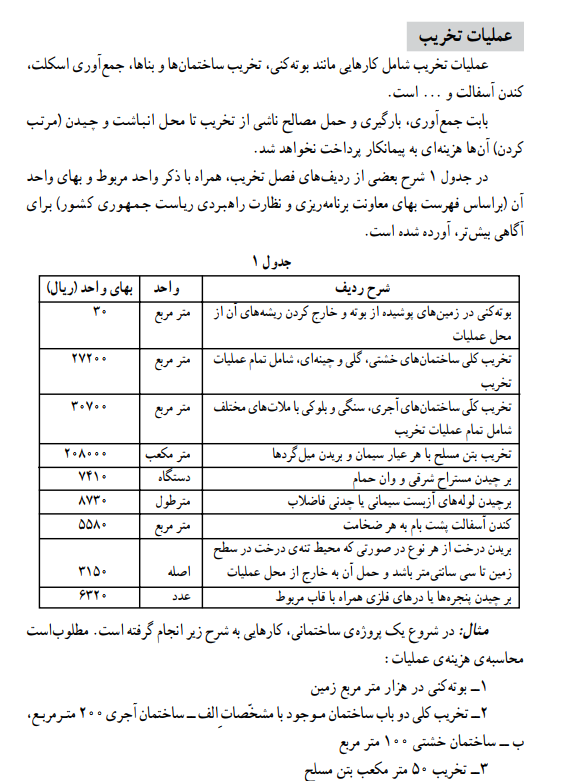 عملیات تخریب
عملیات تخریب شامل کارهایی مانند بوته‌کنی، تخریب ساختمان‌ها و بناها، جمع‌آوری اسکلت،
کندن آسفالت و ... است.
بابت جمع‌آوری، بارگیری و حمل مصالح ناشی از تخریب تا محل انباشت و چیدن (مرتب
کردن) آن‌ها هزینه‌ای به پیمانکار پرداخت نخواهد شد.
در جدول ۱ شرح بعضی از ردیف‌های فصل تخریب، همراه با ذکر واحد مربوط و بهای واحد
آن (براساس فهرست بهای معاونت برنامه‌ریزی و نظارت راهبردی ریاست جمهوری کشور) برای
آگاهی بیش‌تر، آورده شده است.
جدول ۱
شرح ردیف واحد بهای واحد (ریال)
بوته‌کنی در زمین‌های پوشیده از بوته و خارج کردن ریشه‌های آن از متر مربع ۳۰
محل عملیات
تخریب کلی ساختمان‌های خشتی، گلی و چینه‌ای، شامل تمام عملیات متر مربع ۲۷۲۰۰
تخریب
تخریب کلّی ساختمان‌های آجری، سنگی و بلوکی با ملات‌های مختلف متر مربع ۳۰۷۰۰
شامل تمام عملیات تخریب
تخریب بتن مسلح با هر عیار سیمان و بریدن میل‌گردها متر مکعب ۲۰۸۰۰۰
بر چیدن مستراح شرقی و وان حمام دستگاه ۷۴۱۰
برچیدن لوله‌های آزبست سیمانی یا چدنی فاضلاب مترطول ۸۷۳۰
کندن آسفالت پشت بام به هر ضخامت متر مربع ۵۵۸۰
بریدن درخت از هر نوع در صورتی که محیط تنه‌ی درخت در سطح
زمین تا سی سانتی‌متر باشد و حمل آن به خارج از محل عملیات اصله ۳۱۵۰
بر چیدن پنجره‌ها یا درهای فلزی همراه با قاب مربوط عدد ۶۳۲۰
مثال: در شروع یک پروژه‌ی ساختمانی، کارهایی به شرح زیر انجام گرفته است. مطلوب‌است
محاسبه‌ی هزینه‌ی عملیات :
۱ــ بوته‌کنی در هزار متر مربع زمین
۲ــ تخریب کلی دو باب ساختمان موجود با مشخّصاتِ الف ــ ساختمان آجری ۲۰۰ مترمربع،
ب ــ ساختمان خشتی ۱۰۰ متر مربع
۳ــ تخریب ۵۰ متر مکعب بتن مسلح